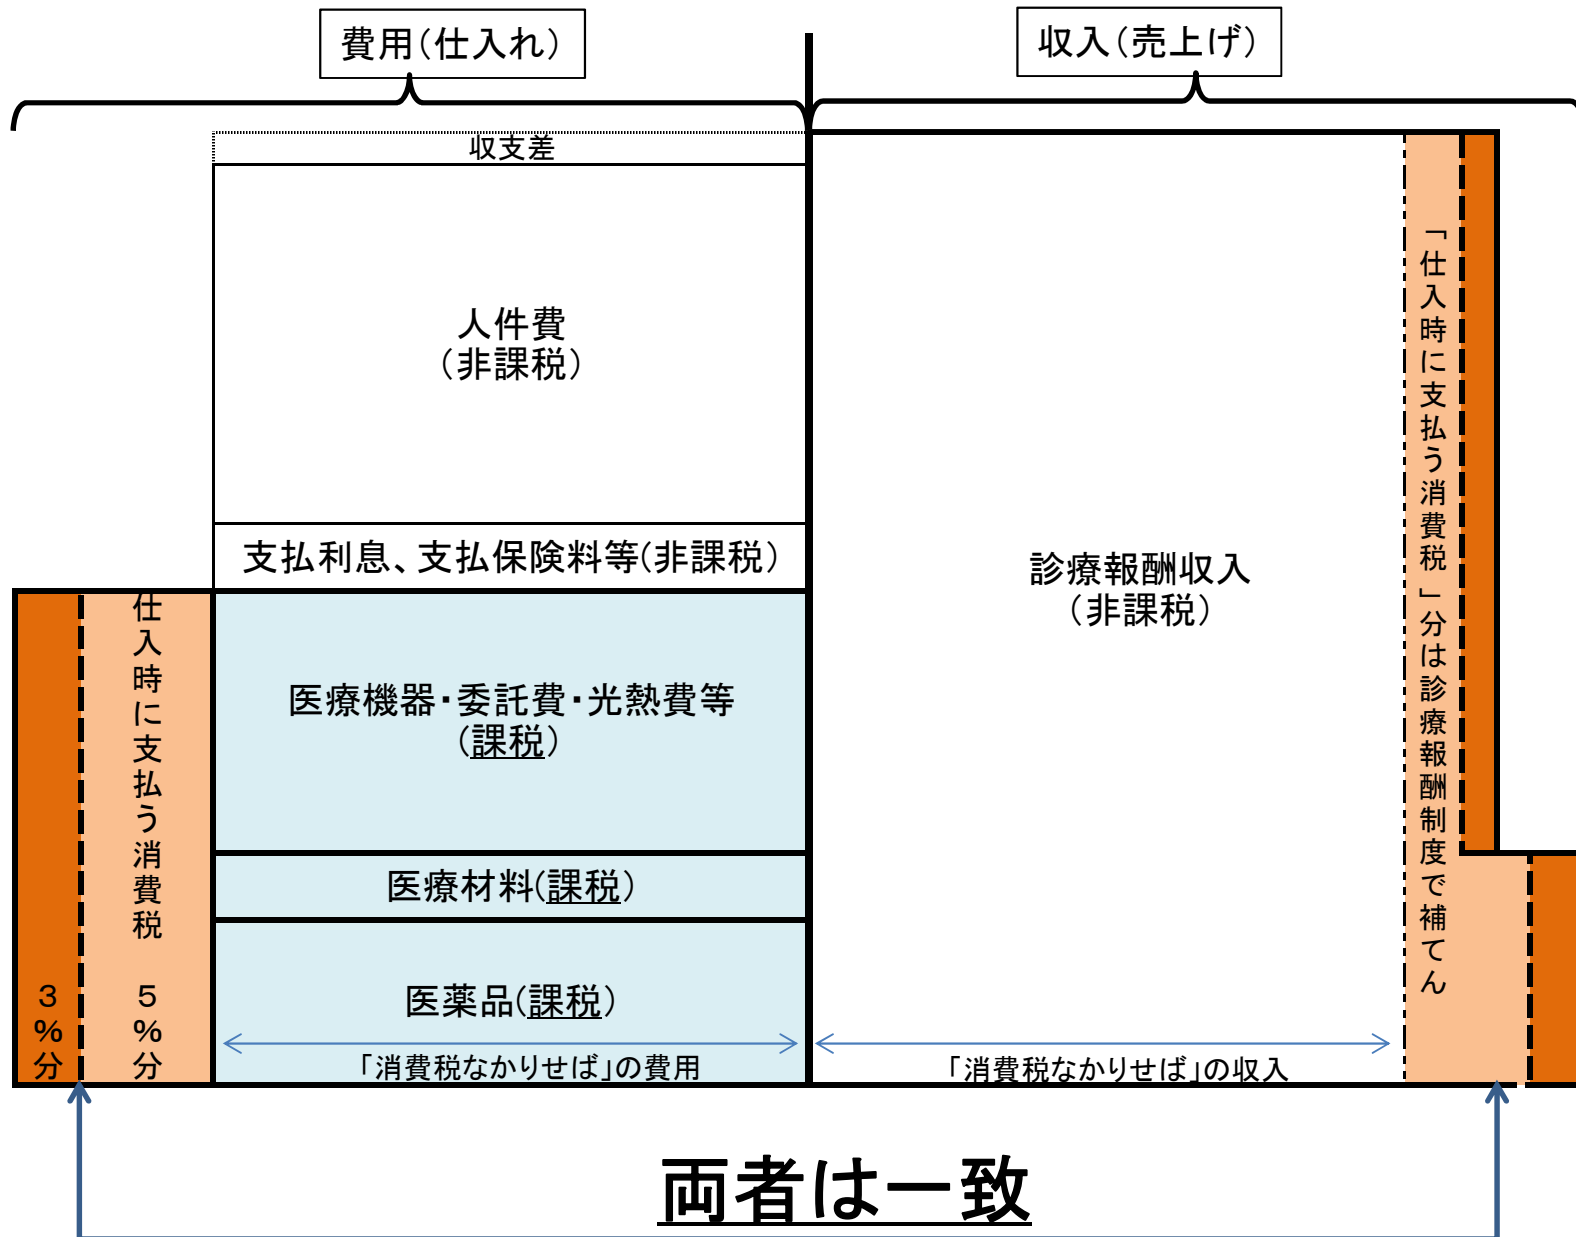 費用(仕入れ)
収入(売上げ)
収支差
人件費
(非課税)
支払利息、支払保険料等(非課税)
医療機器・委託費・光熱費等
(課税)
医療材料(課税)
医薬品(課税)
「消費税なかりせば」の費用
3%分
仕入時に支払う消費税 5%分
診療報酬収入
(非課税)
「消費税なかりせば」の収入
「仕入時に支払う消費税」分は診療報酬制度で補てん
両者は一致